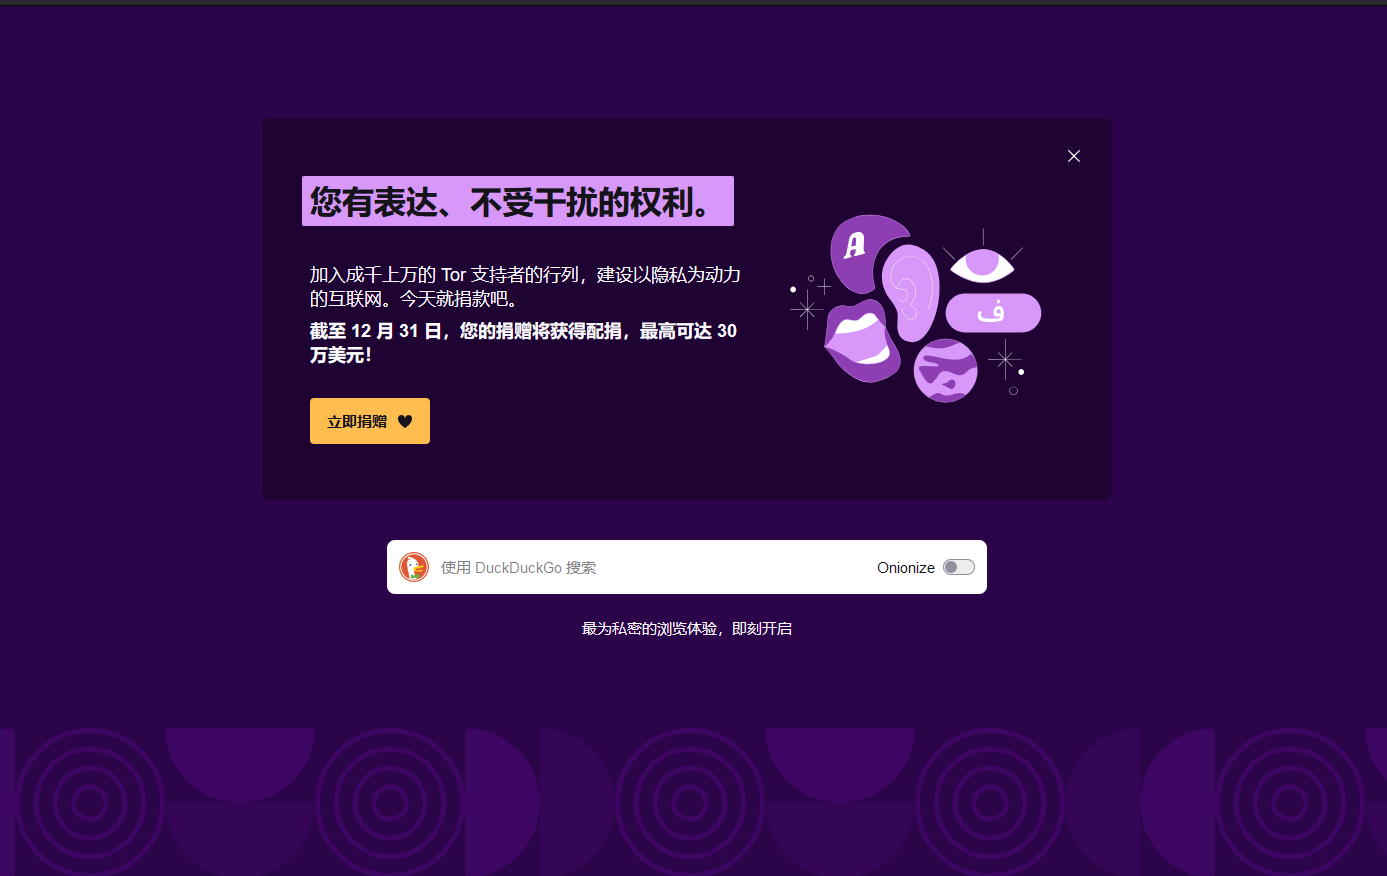 您有表达、不受干扰的权利。
A
加入成千上万的 Tor 支持者的行列，建设以隐私为动力
的互联网。今天就捐款吧。
ف
截至 12 月 31 日，您的捐赠将获得配捐，最高可达 30
万美元！
立即捐赠
使用 DuckDuckGo 搜索
Onionize
最为私密的浏览体验，即刻开启